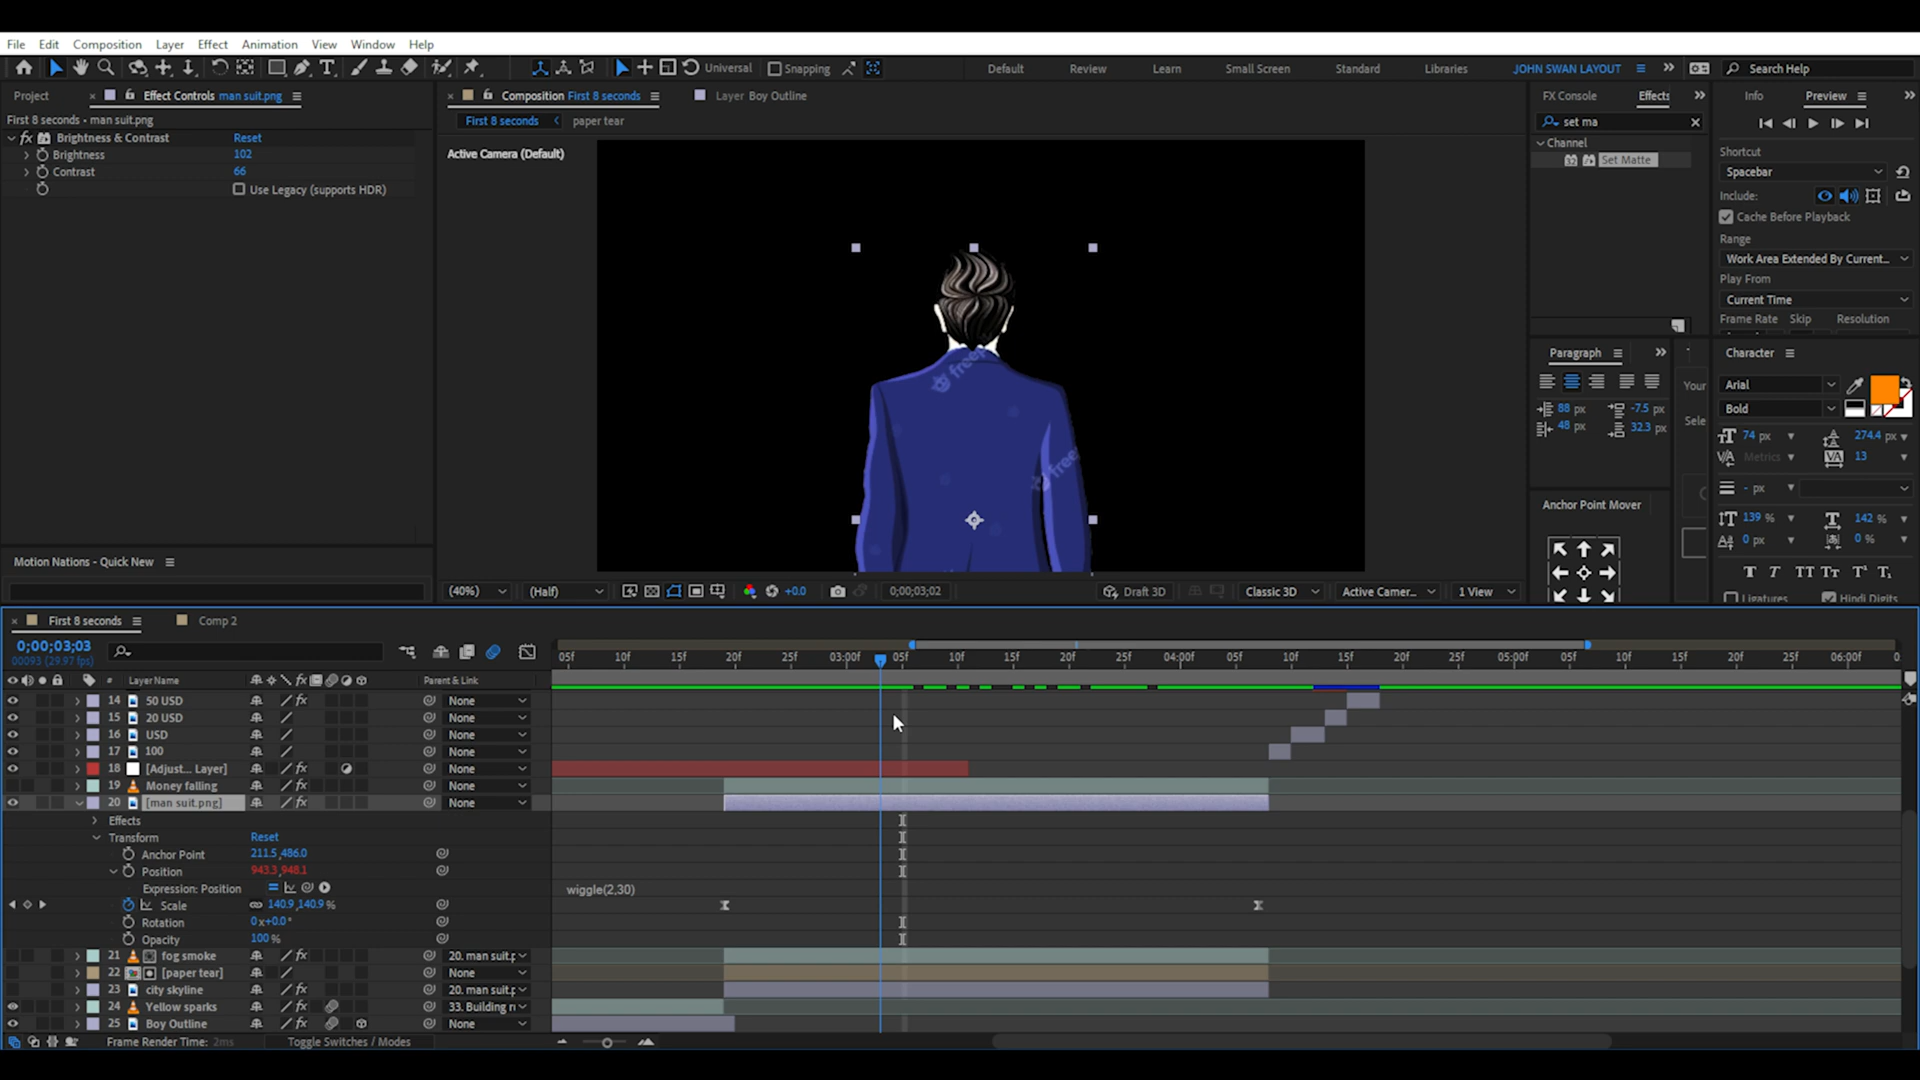 File Edit Composition Layer Effect Animation View Window Help
Universal Snapping Default Review Learn Small Screen Standard Libraries JOHN SWAN LAYOUT Search Help
Project Effect Controls man suit.png Composition First 8 seconds Layer Boy Outline FX Console Effects Info Preview
First 8 seconds • man suit.png First 8 seconds paper tear set ma
fx Brightness & Contrast Reset
Brightness 102
Contrast 66
Use Legacy (supports HDR)
Active Camera (Default)
Channel
Set Matte
Shortcut
Spacebar
Include:
Cache Before Playback
Range
Work Area Extended By Current...
Play From
Current Time
Frame Rate Skip Resolution
freep
free
Paragraph
88 px -7.5 px
48 px 32.3 px
Your
Sele
Character
Arial
Bold
74 px 274.4 px
Metrics 13
- px
139 % 142 %
0 px 0 %
Ligatures Hindi Digits
Anchor Point Mover
Motion Nations - Quick New
(40%) (Half) +0.0 0;00;03;02 Draft 3D Classic 3D Active Camer... 1 View
First 8 seconds Comp 2
0;00;03;03
00093 (29.97 fps)
05f 10f 15f 20f 25f 03:00f 05f 10f 15f 20f 25f 04:00f 05f 10f 15f 20f 25f 05:00f 05f 10f 15f 20f 25f 06:00f 0
# Layer Name Parent & Link
14 50 USD None
15 20 USD None
16 USD None
17 100 None
18 [Adjust... Layer] None
19 Money falling None
20 [man suit.png] None
Effects
Transform Reset
Anchor Point 211.5,486.0
Position 943.3,948.1
Expression: Position wiggle(2,30)
Scale 140.9,140.9%
Rotation 0x+0.0°
Opacity 100%
21 fog smoke 20. man suit.p
22 [paper tear] None
23 city skyline 20. man suit.p
24 Yellow sparks 33. Building r
25 Boy Outline None
Frame Render Time: 2ms Toggle Switches / Modes